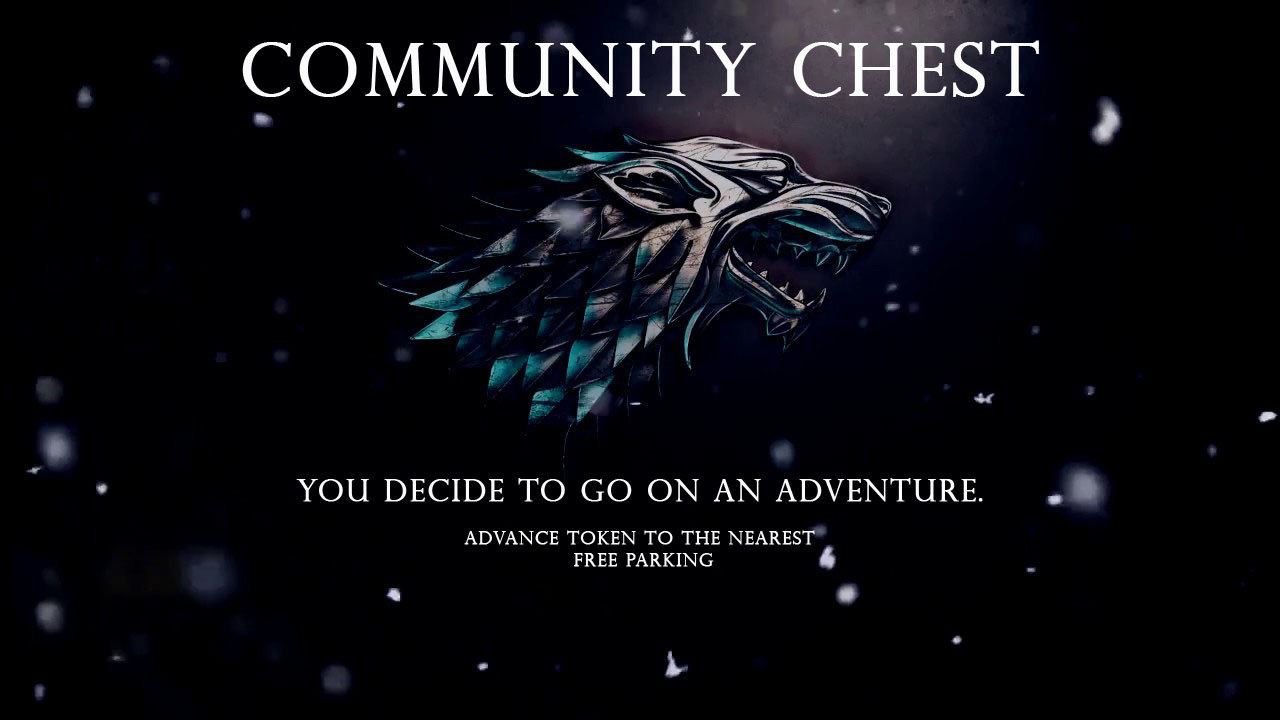 COMMUNITY CHEST
YOU DECIDE TO GO ON AN ADVENTURE.
ADVANCE TOKEN TO THE NEAREST
FREE PARKING